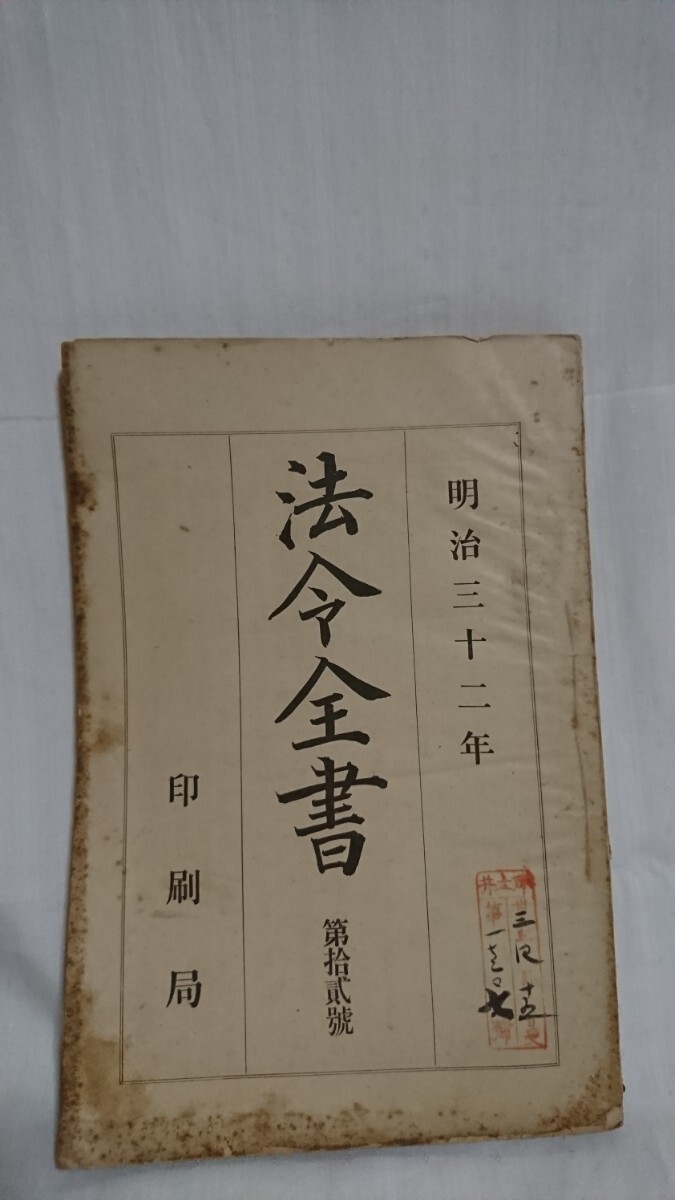 明治三十二年
法令全書 第拾貳號
印刷局